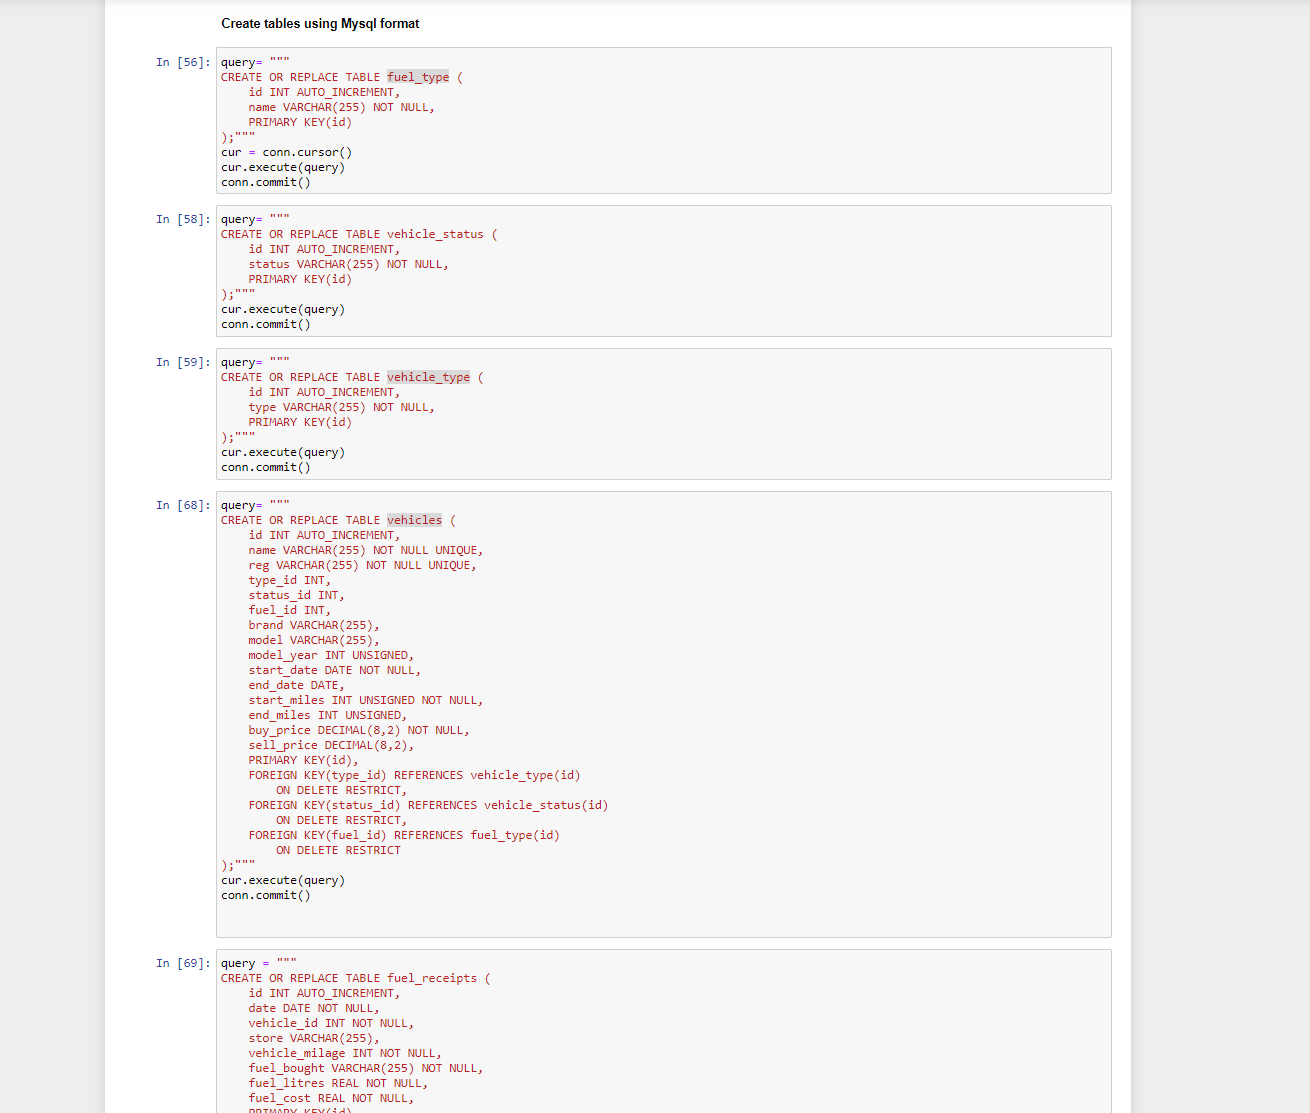 Create tables using Mysql format
In [56]: query= """
CREATE OR REPLACE TABLE fuel_type (
    id INT AUTO_INCREMENT,
    name VARCHAR(255) NOT NULL,
    PRIMARY KEY(id)
);"""
cur = conn.cursor()
cur.execute(query)
conn.commit()
In [58]: query= """
CREATE OR REPLACE TABLE vehicle_status (
    id INT AUTO_INCREMENT,
    status VARCHAR(255) NOT NULL,
    PRIMARY KEY(id)
);"""
cur.execute(query)
conn.commit()
In [59]: query= """
CREATE OR REPLACE TABLE vehicle_type (
    id INT AUTO_INCREMENT,
    type VARCHAR(255) NOT NULL,
    PRIMARY KEY(id)
);"""
cur.execute(query)
conn.commit()
In [68]: query= """
CREATE OR REPLACE TABLE vehicles (
    id INT AUTO_INCREMENT,
    name VARCHAR(255) NOT NULL UNIQUE,
    reg VARCHAR(255) NOT NULL UNIQUE,
    type_id INT,
    status_id INT,
    fuel_id INT,
    brand VARCHAR(255),
    model VARCHAR(255),
    model_year INT UNSIGNED,
    start_date DATE NOT NULL,
    end_date DATE,
    start_miles INT UNSIGNED NOT NULL,
    end_miles INT UNSIGNED,
    buy_price DECIMAL(8,2) NOT NULL,
    sell_price DECIMAL(8,2),
    PRIMARY KEY(id),
    FOREIGN KEY(type_id) REFERENCES vehicle_type(id)
        ON DELETE RESTRICT,
    FOREIGN KEY(status_id) REFERENCES vehicle_status(id)
        ON DELETE RESTRICT,
    FOREIGN KEY(fuel_id) REFERENCES fuel_type(id)
        ON DELETE RESTRICT
);"""
cur.execute(query)
conn.commit()
In [69]: query = """
CREATE OR REPLACE TABLE fuel_receipts (
    id INT AUTO_INCREMENT,
    date DATE NOT NULL,
    vehicle_id INT NOT NULL,
    store VARCHAR(255),
    vehicle_milage INT NOT NULL,
    fuel_bought VARCHAR(255) NOT NULL,
    fuel_litres REAL NOT NULL,
    fuel_cost REAL NOT NULL,
    PRIMARY KEY(id)